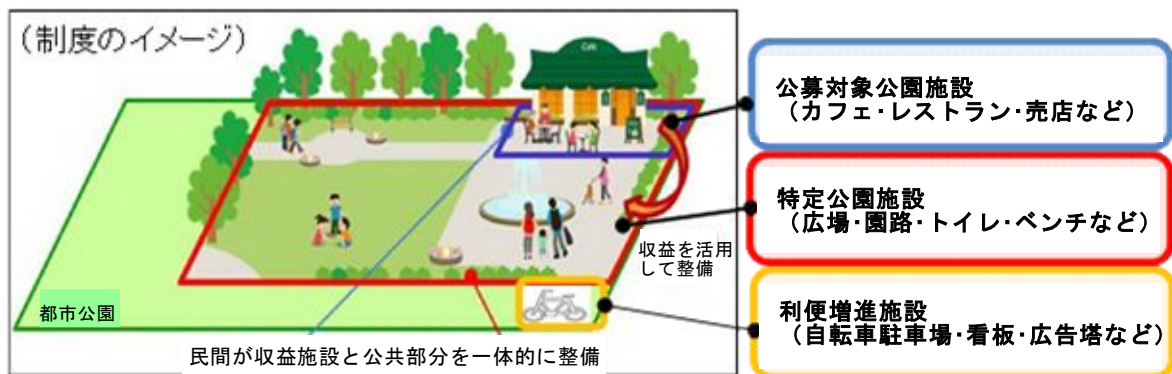 (制度のイメージ)
Cafe
公募対象公園施設
(カフェ・レストラン・売店など)
特定公園施設
(広場・園路・トイレ・ベンチなど)
収益を活用
して整備
利便増進施設
(自転車駐車場・看板・広告塔など)
都市公園
民間が収益施設と公共部分を一体的に整備